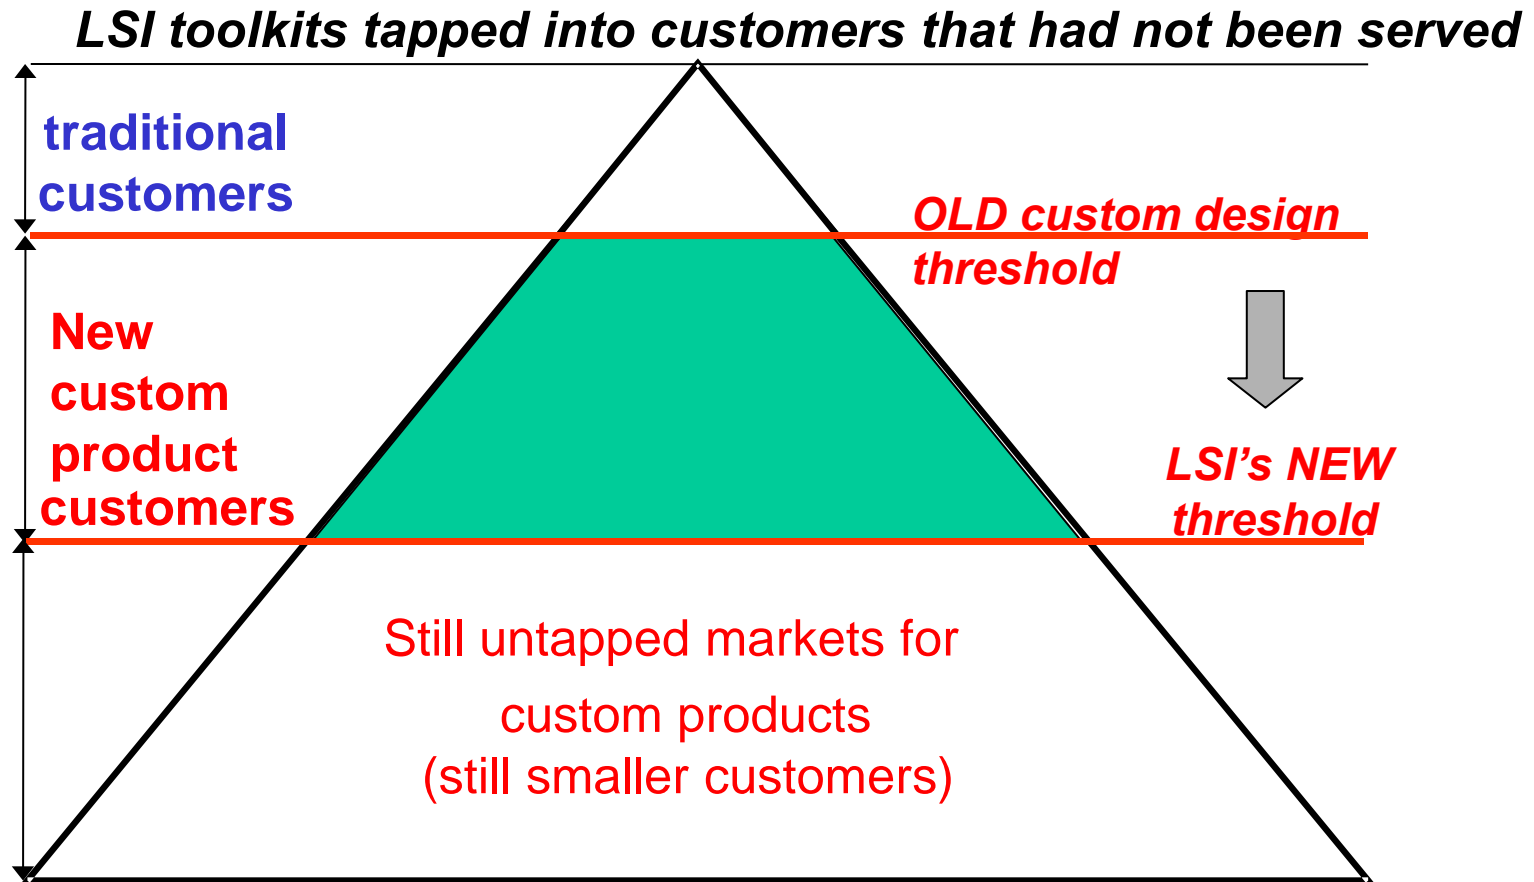 LSI toolkits tapped into customers that had not been served
traditional
customers
OLD custom design
threshold
New
custom
product
customers
LSI’s NEW
threshold
Still untapped markets for
custom products
(still smaller customers)